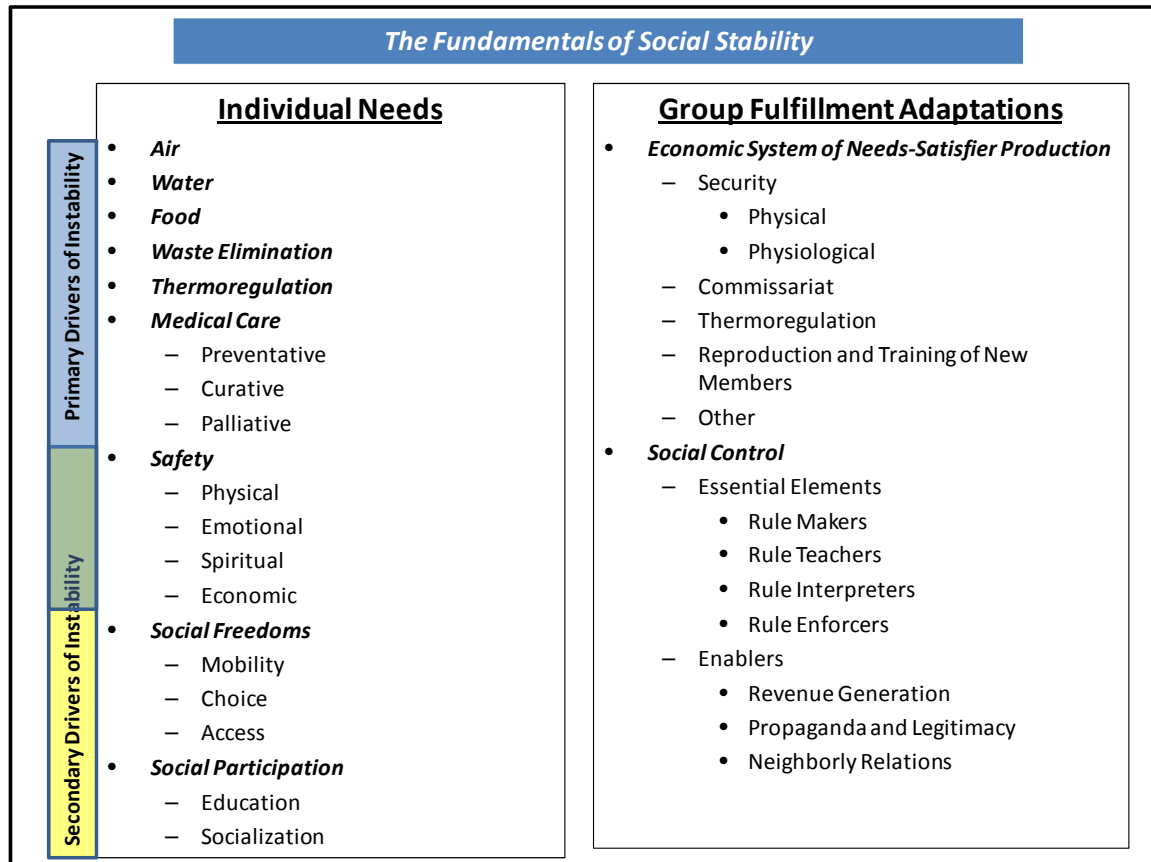 The Fundamentals of Social Stability
Primary Drivers of Instability
Secondary Drivers of Instability
Individual Needs
• Air
• Water
• Food
• Waste Elimination
• Thermoregulation
• Medical Care
– Preventative
– Curative
– Palliative
• Safety
– Physical
– Emotional
– Spiritual
– Economic
• Social Freedoms
– Mobility
– Choice
– Access
• Social Participation
– Education
– Socialization
Group Fulfillment Adaptations
• Economic System of Needs-Satisfier Production
– Security
• Physical
• Physiological
– Commissariat
– Thermoregulation
– Reproduction and Training of New
Members
– Other
• Social Control
– Essential Elements
• Rule Makers
• Rule Teachers
• Rule Interpreters
• Rule Enforcers
– Enablers
• Revenue Generation
• Propaganda and Legitimacy
• Neighborly Relations